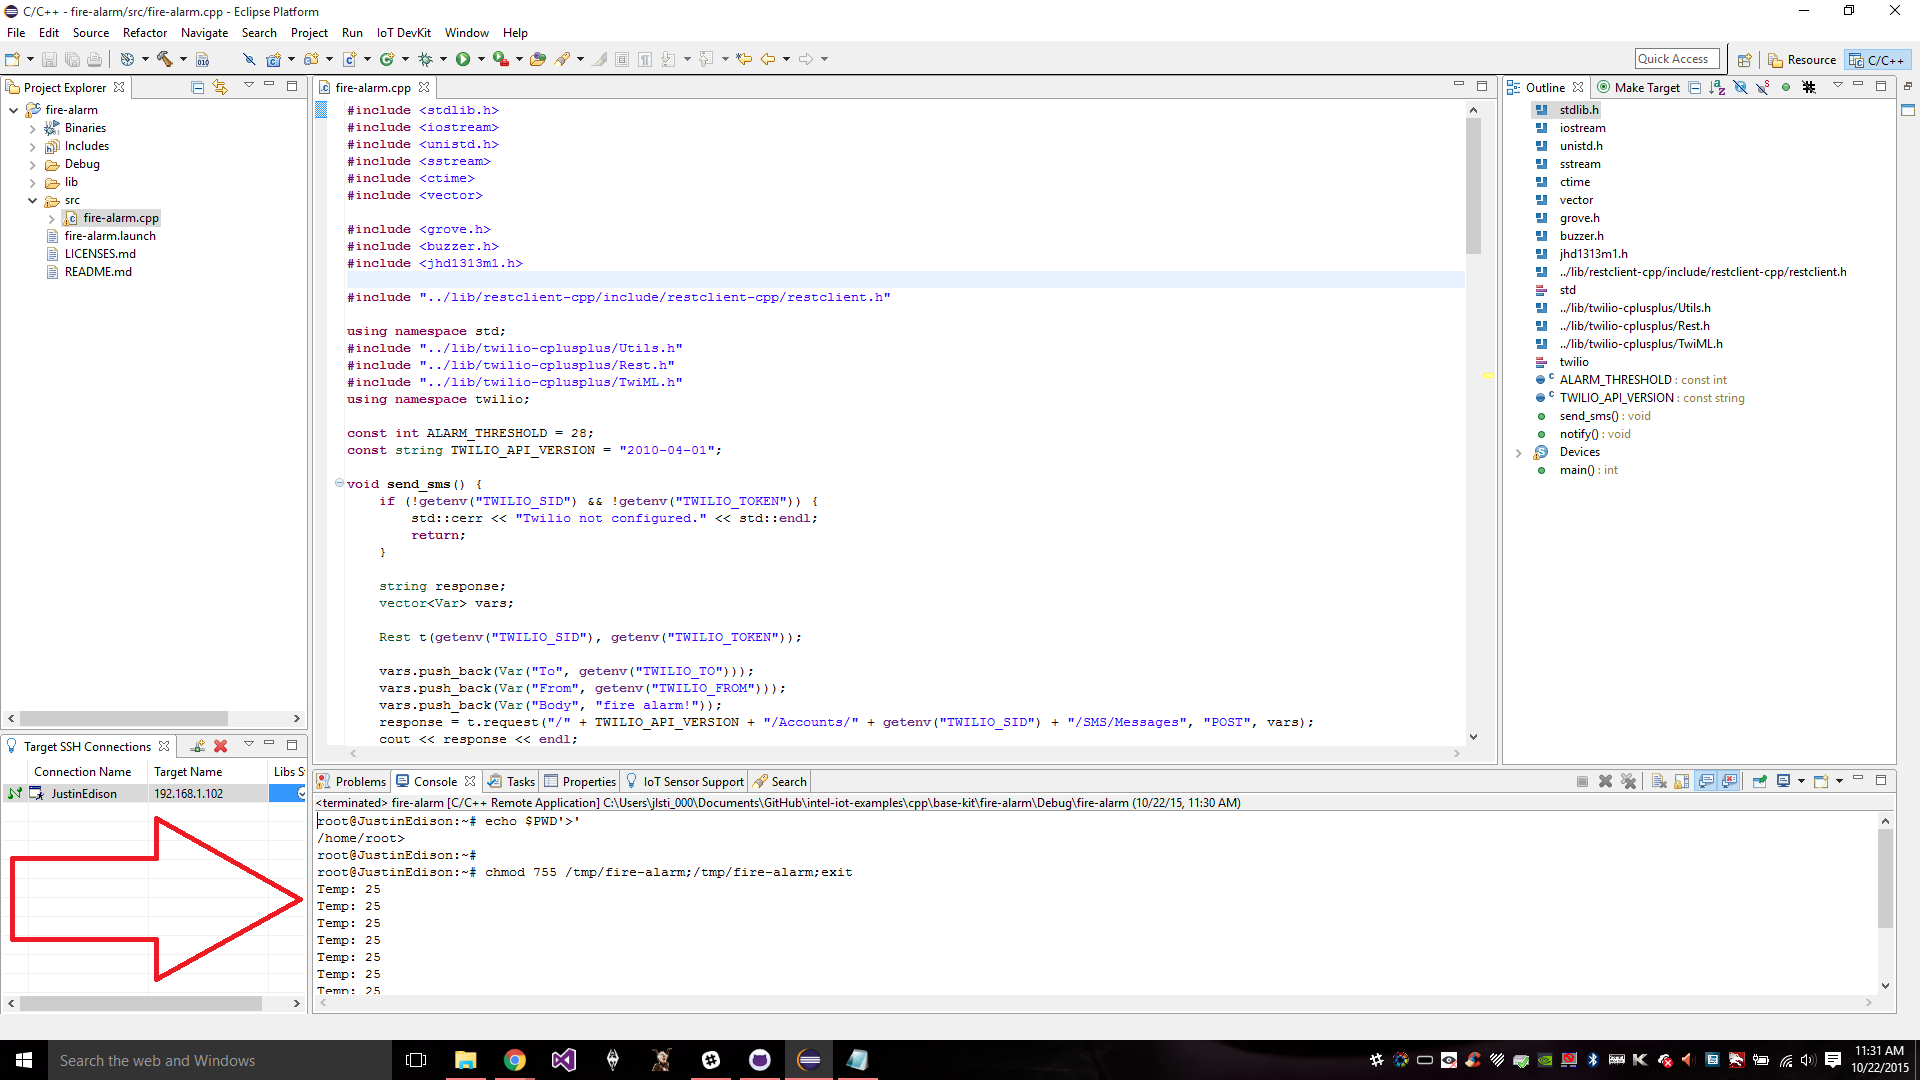 C/C++ - fire-alarm/src/fire-alarm.cpp - Eclipse Platform
File Edit Source Refactor Navigate Search Project Run IoT DevKit Window Help
Quick Access
Resource
C/C++
Project Explorer
fire-alarm
Binaries
Includes
Debug
lib
src
fire-alarm.cpp
fire-alarm.launch
LICENSES.md
README.md
fire-alarm.cpp
#include <stdlib.h>
#include <iostream>
#include <unistd.h>
#include <sstream>
#include <ctime>
#include <vector>
#include <grove.h>
#include <buzzer.h>
#include <jhd1313m1.h>
#include "../lib/restclient-cpp/include/restclient-cpp/restclient.h"
using namespace std;
#include "../lib/twilio-cplusplus/Utils.h"
#include "../lib/twilio-cplusplus/Rest.h"
#include "../lib/twilio-cplusplus/TwiML.h"
using namespace twilio;
const int ALARM_THRESHOLD = 28;
const string TWILIO_API_VERSION = "2010-04-01";
void send_sms() {
if (!getenv("TWILIO_SID") && !getenv("TWILIO_TOKEN")) {
std::cerr << "Twilio not configured." << std::endl;
return;
}
string response;
vector<Var> vars;
Rest t(getenv("TWILIO_SID"), getenv("TWILIO_TOKEN"));
vars.push_back(Var("To", getenv("TWILIO_TO")));
vars.push_back(Var("From", getenv("TWILIO_FROM")));
vars.push_back(Var("Body", "fire alarm!"));
response = t.request("/" + TWILIO_API_VERSION + "/Accounts/" + getenv("TWILIO_SID") + "/SMS/Messages", "POST", vars);
cout << response << endl;
Outline
Make Target
stdlib.h
iostream
unistd.h
sstream
ctime
vector
grove.h
buzzer.h
jhd1313m1.h
../lib/restclient-cpp/include/restclient-cpp/restclient.h
std
../lib/twilio-cplusplus/Utils.h
../lib/twilio-cplusplus/Rest.h
../lib/twilio-cplusplus/TwiML.h
twilio
ALARM_THRESHOLD : const int
TWILIO_API_VERSION : const string
send_sms() : void
notify() : void
Devices
main() : int
Target SSH Connections
Connection Name Target Name Libs S
JustinEdison 192.168.1.102
Problems Console Tasks Properties IoT Sensor Support Search
<terminated> fire-alarm [C/C++ Remote Application] C:\Users\jlsti_000\Documents\GitHub\intel-iot-examples\cpp\base-kit\fire-alarm\Debug\fire-alarm (10/22/15, 11:30 AM)
root@JustinEdison:~# echo $PWD'>'
/home/root>
root@JustinEdison:~#
root@JustinEdison:~# chmod 755 /tmp/fire-alarm;/tmp/fire-alarm;exit
Temp: 25
Temp: 25
Temp: 25
Temp: 25
Temp: 25
Temp: 25
Temp: 25
Search the web and Windows
11:31 AM
10/22/2015